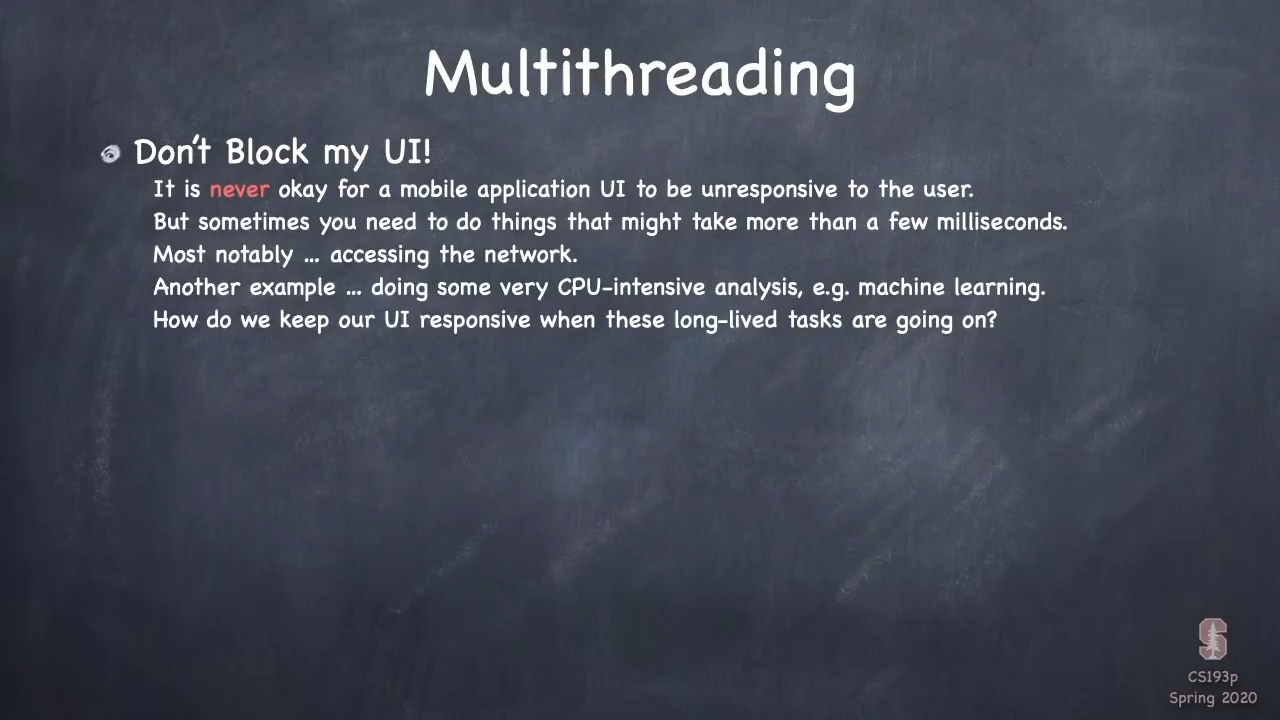 Multithreading
Don't Block my UI!
It is never okay for a mobile application UI to be unresponsive to the user.
But sometimes you need to do things that might take more than a few milliseconds.
Most notably ... accessing the network.
Another example ... doing some very CPU-intensive analysis, e.g. machine learning.
How do we keep our UI responsive when these long-lived tasks are going on?
S
CS193p
Spring 2020